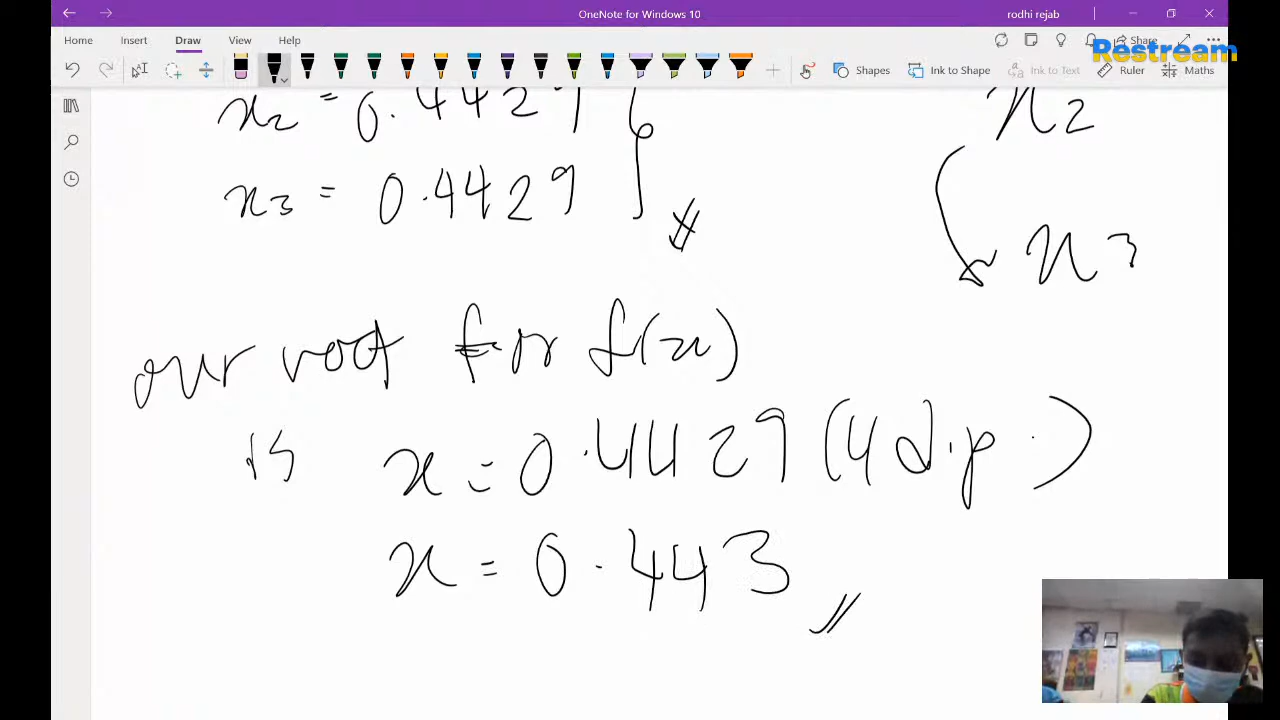 OneNote for Windows 10
rodhi rejab
Home Insert Draw View Help
Share
Restream
Shapes Ink to Shape Ink to Text Ruler Maths
x2 = 0.4429
x2
x3 = 0.4429
x3
our root for f(x)
is x = 0.4429 (4 d.p.)
x = 0.443